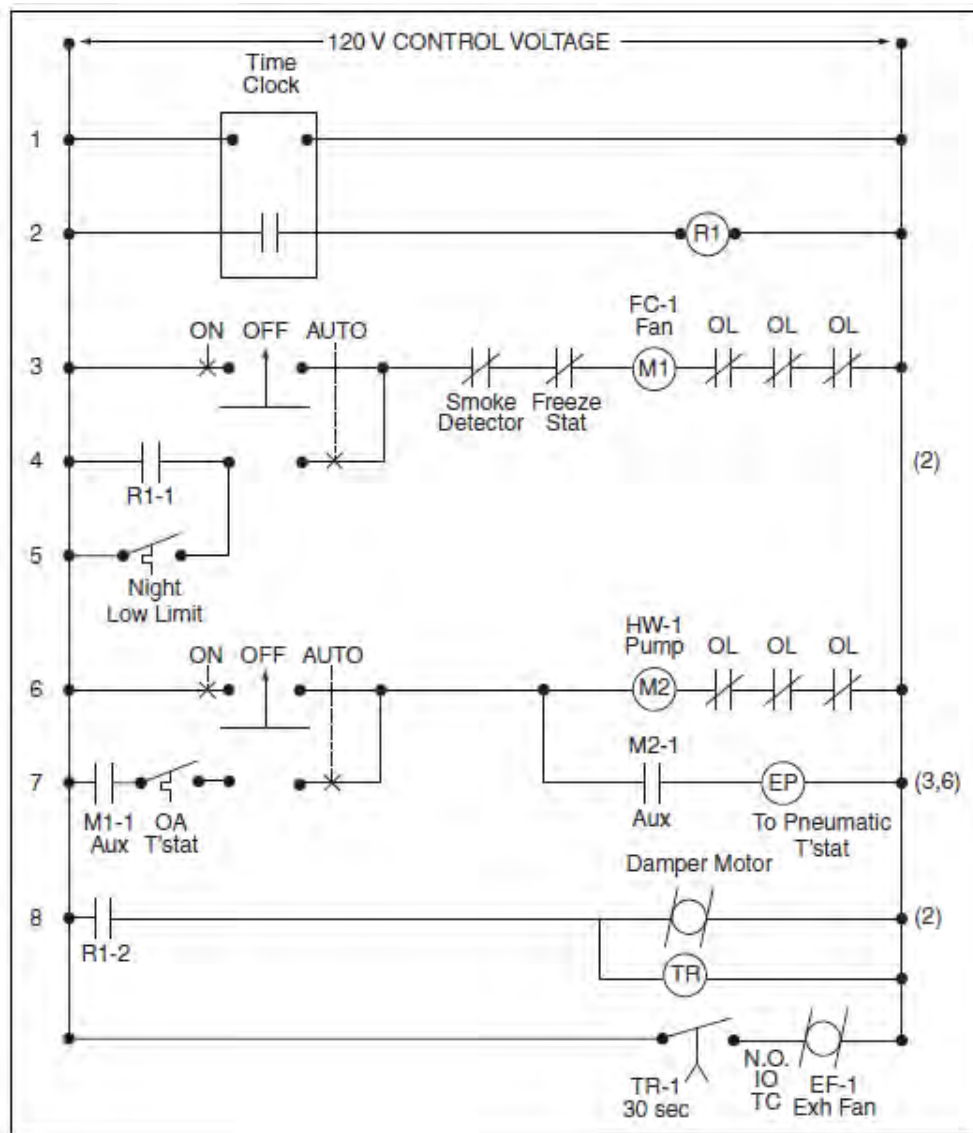 120 V CONTROL VOLTAGE
Time
Clock
1
2
R1
FC-1
Fan
ON OFF AUTO
OL OL OL
3
M1
Smoke
Detector
Freeze
Stat
4
R1-1
(2)
5
Night
Low Limit
HW-1
Pump
ON OFF AUTO
OL OL OL
6
M2
M2-1
7
EP
(3,6)
M1-1
Aux
OA
T'stat
Aux
To Pneumatic
T'stat
Damper Motor
8
(2)
R1-2
TR
TR-1
30 sec
N.O.
IO
TC
EF-1
Exh Fan